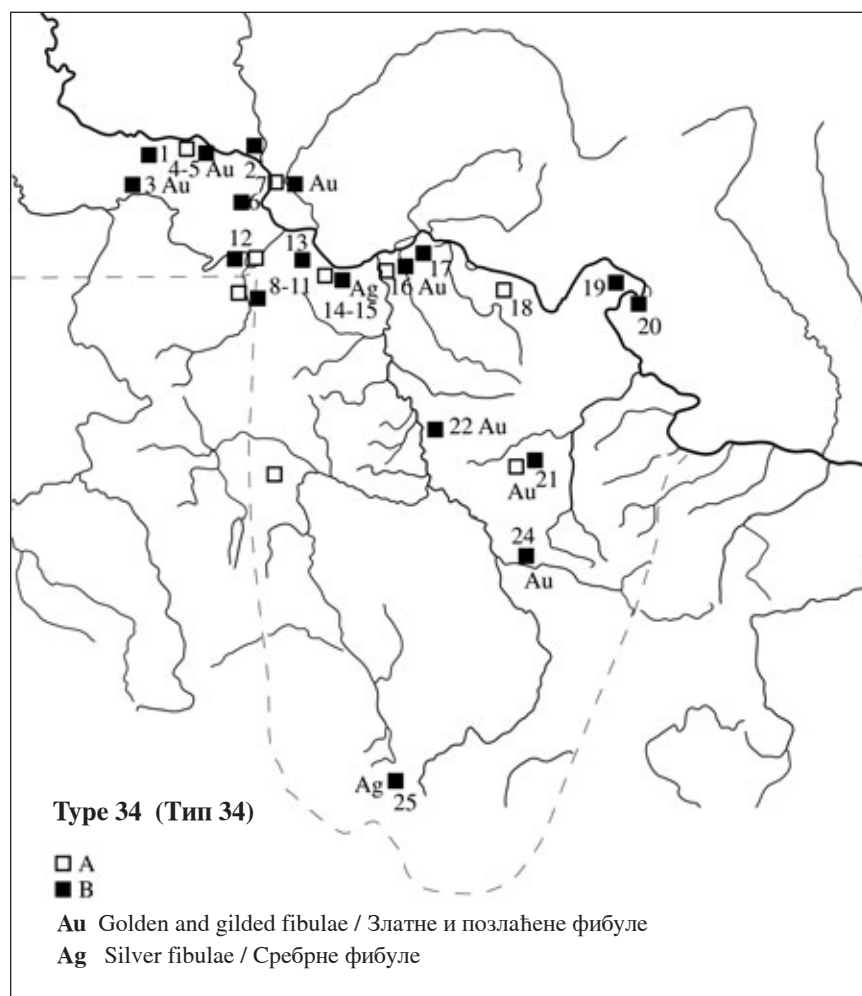 1
4-5 Au
2
3 Au
7
Au
6
12
13
8-11
Ag
14-15
16 Au
17
18
19
20
22 Au
21
Au
24
Au
Ag
25
Type 34 (Тип 34)
A
B
Au Golden and gilded fibulae / Златне и позлаћене фибуле
Ag Silver fibulae / Сребрне фибуле